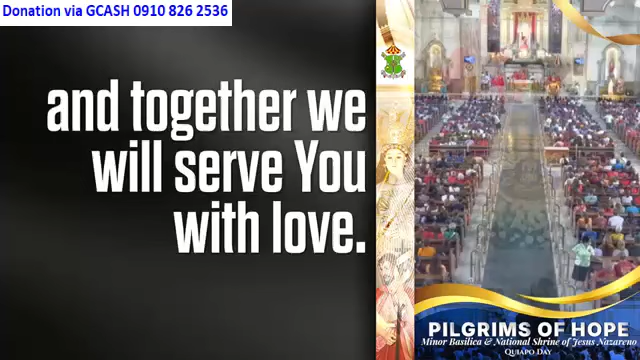 Donation via GCASH 0910 826 2536
and together we
will serve You
with love.
PILGRIMS OF HOPE
Minor Basilica & National Shrine of Jesus Nazareno
QUIAPO DAY